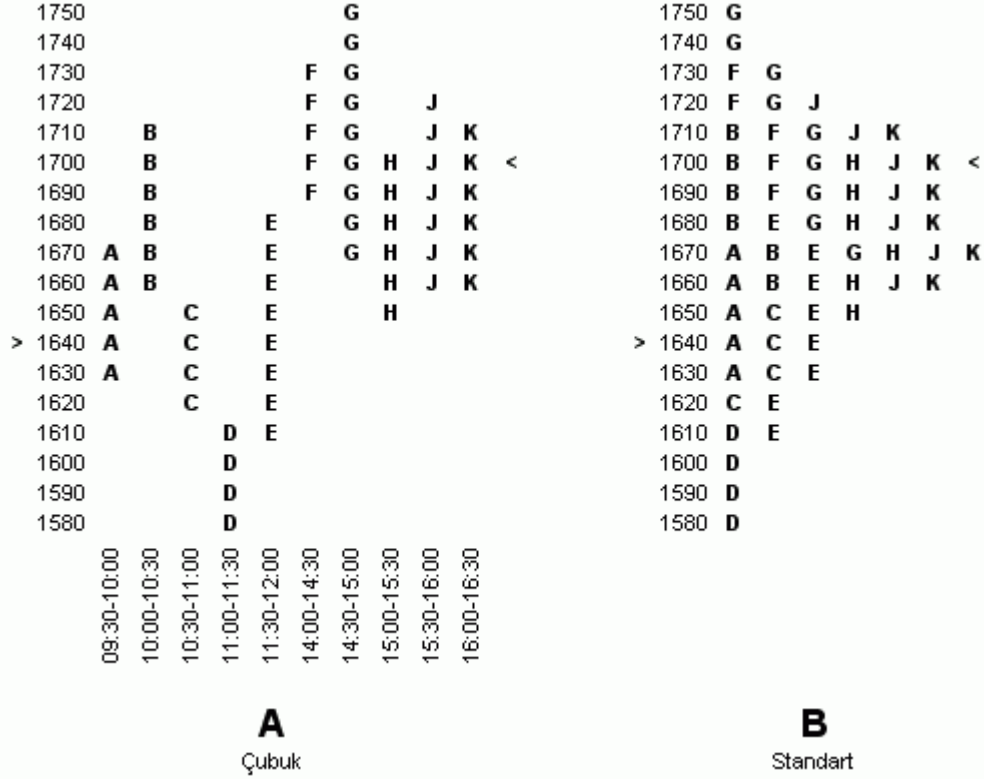 1750 G 1750 G
1740 G 1740 G
1730 F G 1730 F G
1720 F G J 1720 F G J
1710 B F G J K 1710 B F G J K
1700 B F G H J K < 1700 B F G H J K <
1690 B F G H J K 1690 B F G H J K
1680 B E G H J K 1680 B E G H J K
1670 A B E G H J K 1670 A B E G H J K
1660 A B E H J K 1660 A B E H J K
1650 A C E H 1650 A C E H
> 1640 A C E > 1640 A C E
1630 A C E 1630 A C E
1620 C E 1620 C E
1610 D E 1610 D E
1600 D 1600 D
1590 D 1590 D
1580 D 1580 D
09:30-10:00
10:00-10:30
10:30-11:00
11:00-11:30
11:30-12:00
14:00-14:30
14:30-15:00
15:00-15:30
15:30-16:00
16:00-16:30
A B
Çubuk Standart